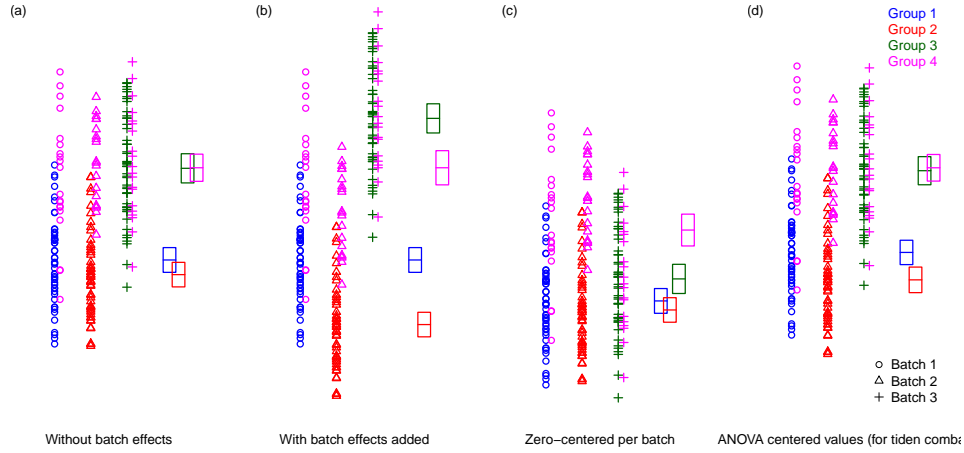 (a)
(b)
(c)
(d)
Group 1
Group 2
Group 3
Group 4
Batch 1
Batch 2
Batch 3
Without batch effects
With batch effects added
Zero−centered per batch
ANOVA centered values (for tiden comba